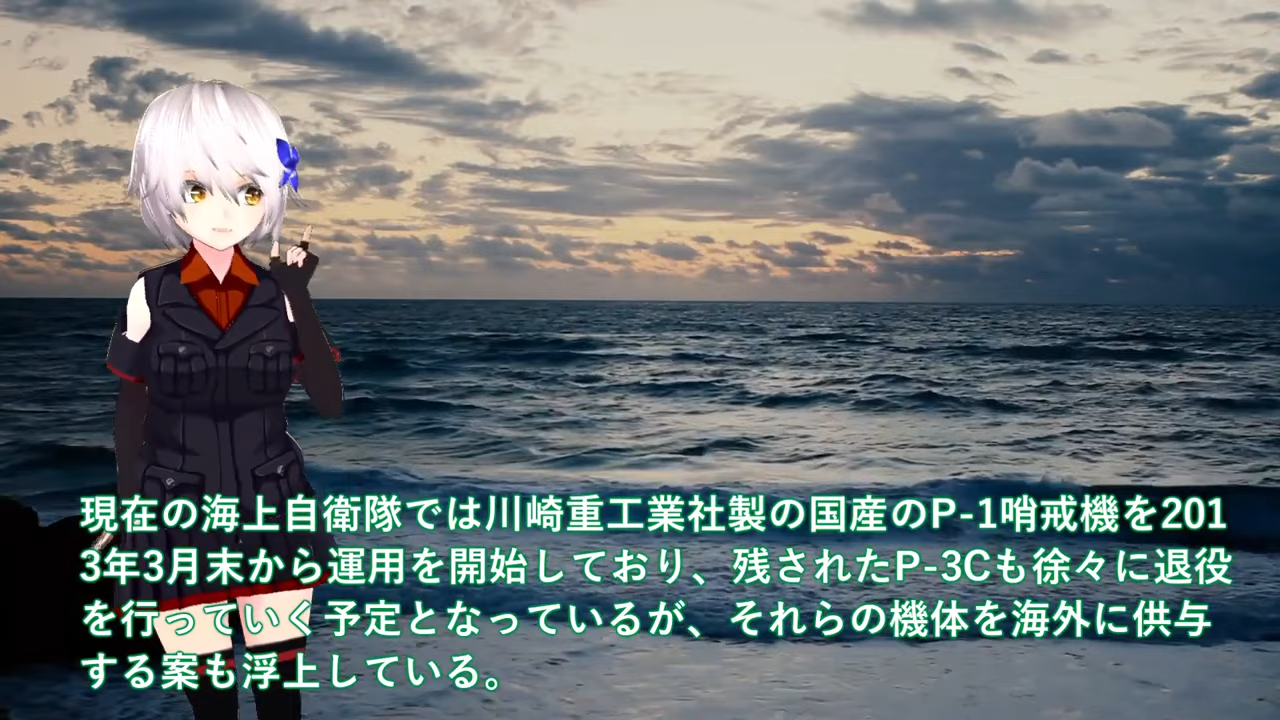 現在の海上自衛隊では川崎重工業社製の国産のP-1哨戒機を201
3年3月末から運用を開始しており、残されたP-3Cも徐々に退役
を行っていく予定となっているが、それらの機体を海外に供与
する案も浮上している。